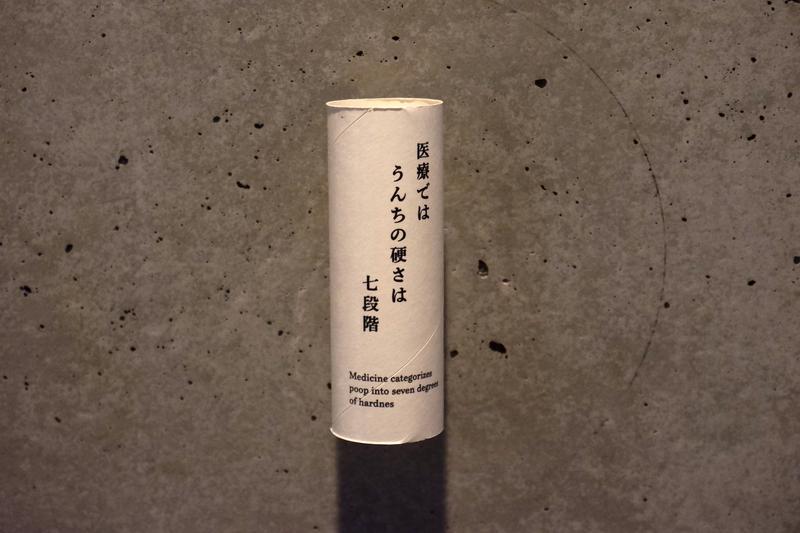 医療では
うんちの硬さは
七段階
Medicine categorizes
poop into seven degrees
of hardnes